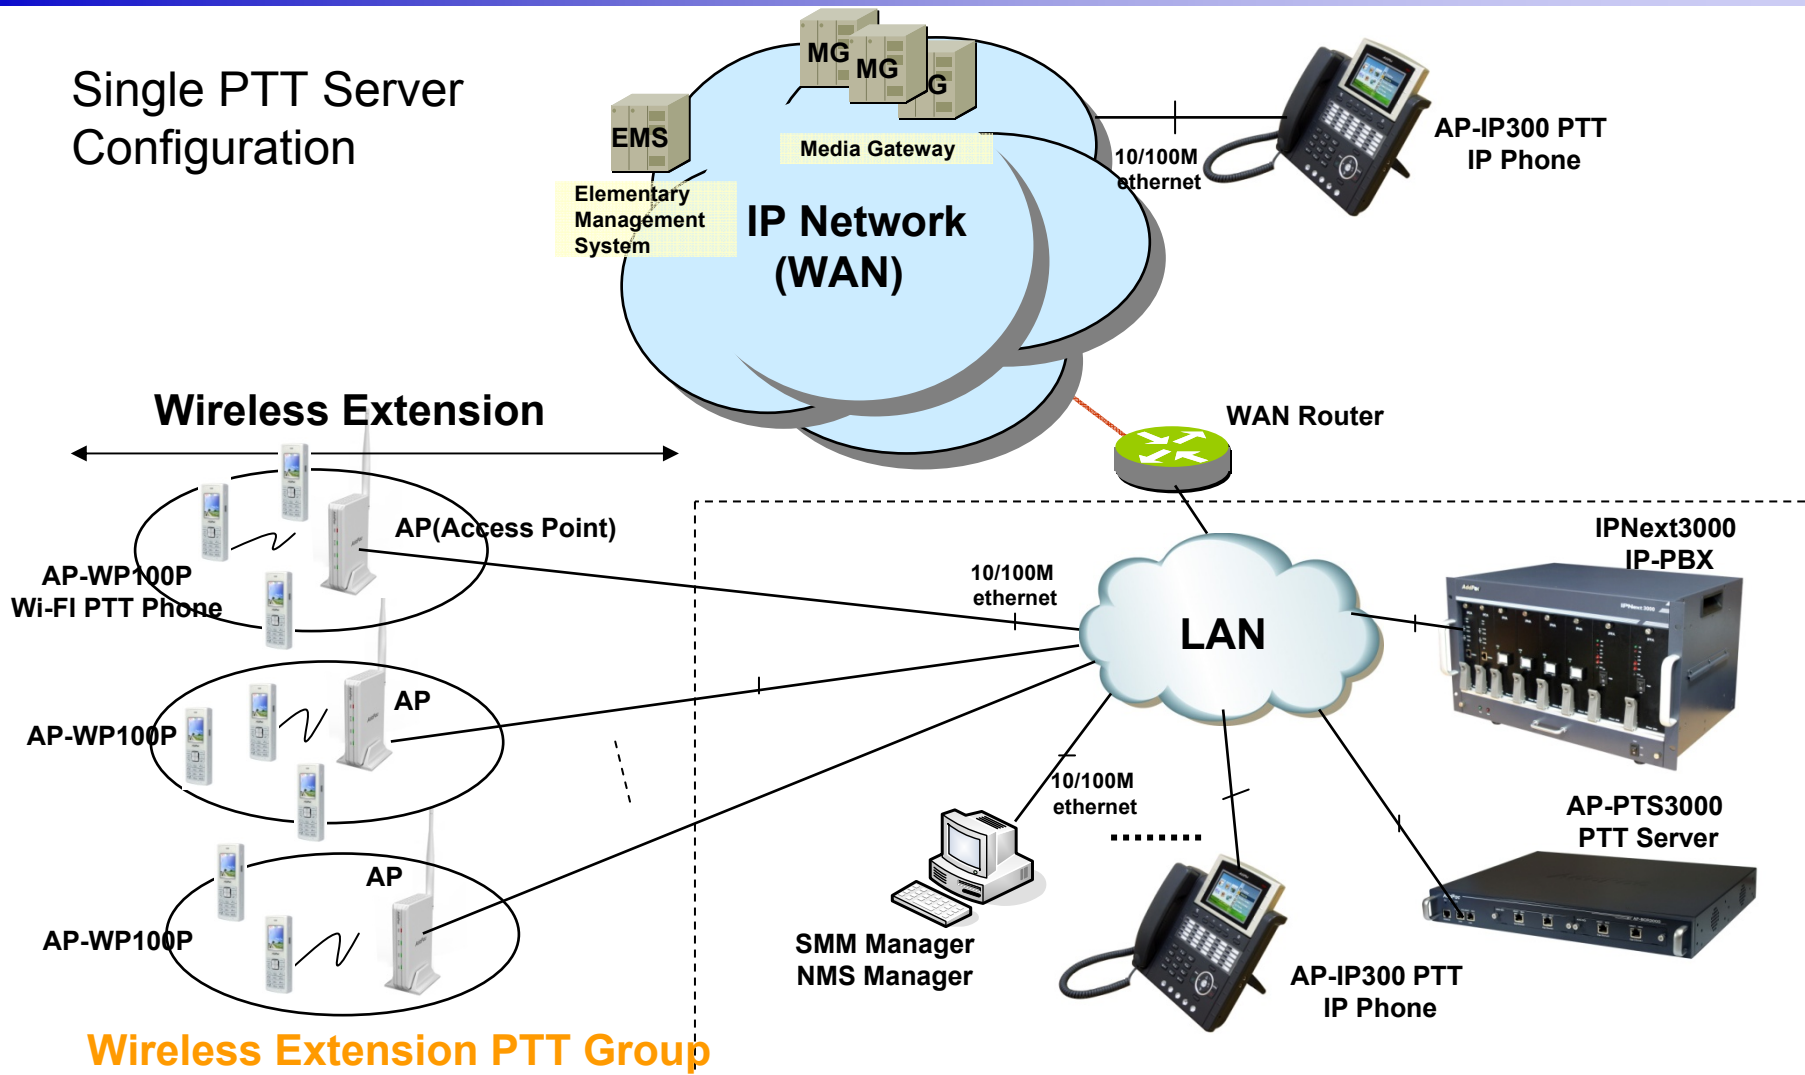 Single PTT Server
Configuration
MG
MG
G
EMS
Media Gateway
Elementary
Management
System
IP Network
(WAN)
10/100M
ethernet
AP-IP300 PTT
IP Phone
Wireless Extension
WAN Router
AP(Access Point)
AP-WP100P
Wi-FI PTT Phone
10/100M
ethernet
LAN
IPNext3000
IP-PBX
AddPac
IPNext3000
AP
AP-WP100P
10/100M
ethernet
AP-PTS3000
PTT Server
AP
AP-WP100P
SMM Manager
NMS Manager
AP-IP300 PTT
IP Phone
Wireless Extension PTT Group